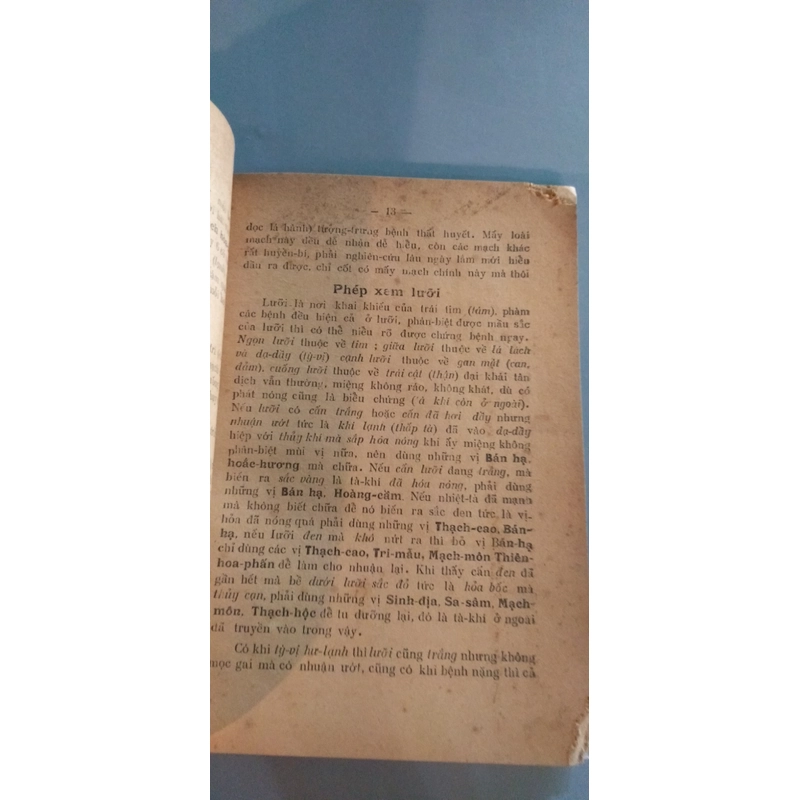 — 13 —
dọc là hành) tượng-trưng bệnh thất huyết. Mấy loài
mạch này đều dễ nhận dễ hiểu, còn các mạch khác
rất huyền-bí, phải nghiên-cứu lâu ngày lắm mới hiểu
đâu ra được, chỉ cốt có mấy mạch chính này mà thôi
Phép xem lưỡi
Lưỡi là nơi khai khiếu của trái tim (tâm), phàm
các bệnh đều hiện cả ở lưỡi, phân-biệt được mầu sắc
của lưỡi thì có thể hiểu rõ được chứng bệnh ngay.
Ngọn lưỡi thuộc về tim ; giữa lưỡi thuộc về lá lách
và dạ-dầy (tỳ-vị) cạnh lưỡi thuộc về gan mật (can,
đảm), cuống lưỡi thuộc về trái cật (thận) đại khái tân
dịch vẫn thường, miệng không ráo, không khát, dù có
phát nóng cũng là biểu chứng (tà khí còn ở ngoài).
Nếu lưỡi có cấn trắng hoặc cấn đã hơi đầy nhưng
nhuận ướt tức là khí lạnh (thấp tà) đã vào dạ-dầy
hiệp với thủy khí mà sắp hóa nóng khi ấy miệng không
phân-biệt mùi vị nữa, nên dùng những vị Bán hạ,
hoắc-hương mà chữa. Nếu cấn lưỡi đang trắng, mà
biến ra sắc vàng là tà-khí đã hóa nóng, phải dùng
những vị Bán hạ, Hoàng-cầm. Nếu nhiệt-tà đã mạnh
mà không biết chữa để nó biến ra sắc đen tức là vị-
hỏa đã nóng quá phải dùng những vị Thạch-cao, Bán-
hạ, nếu lưỡi đen mà khô nứt ra thì bỏ vị Bán-hạ
chỉ dùng các vị Thạch-cao, Tri-mẫu, Mạch-môn Thiên-
hoa-phấn để làm cho nhuận lại. Khi thấy cấn đen đã
gần hết mà bề dưới lưỡi sắc đỏ tức là hỏa bốc mà
thủy cạn, phải dùng những vị Sinh-địa, Sa-sâm, Mạch-
môn, Thạch-hộc để tu dưỡng lại, đó là tà-khí ở ngoài
đã truyền vào trong vậy.
Có khi tỳ-vị hư-lạnh thì lưỡi cũng trắng nhưng không
mọc gai mà có nhuận ướt, cũng có khi bệnh nặng thì cả